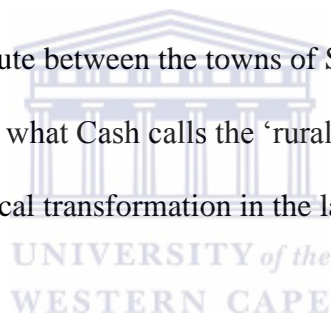 ute between the towns of S
what Cash calls the ‘rural
cal transformation in the la
UNIVERSITY of the
WESTERN CAPE